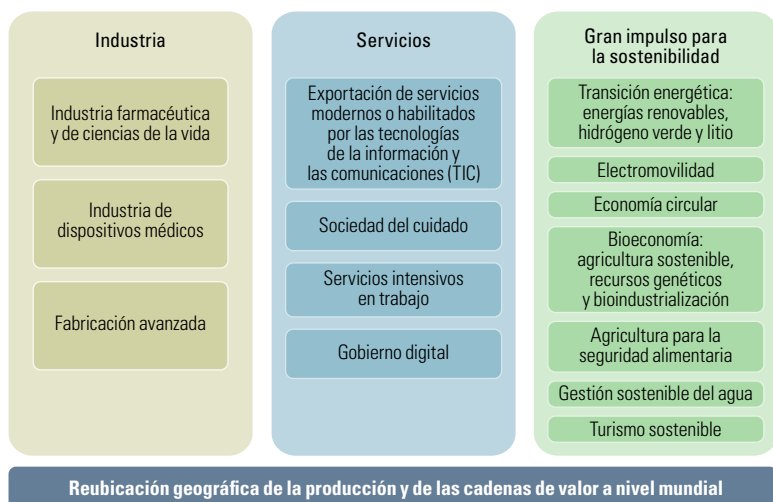 Industria
Industria farmacéutica
y de ciencias de la vida
Industria de
dispositivos médicos
Fabricación avanzada
Servicios
Exportación de servicios
modernos o habilitados
por las tecnologías
de la información y
las comunicaciones (TIC)
Sociedad del cuidado
Servicios intensivos
en trabajo
Gobierno digital
Gran impulso para
la sostenibilidad
Transición energética:
energías renovables,
hidrógeno verde y litio
Electromovilidad
Economía circular
Bioeconomía:
agricultura sostenible,
recursos genéticos
y bioindustrialización
Agricultura para la
seguridad alimentaria
Gestión sostenible del agua
Turismo sostenible
Reubicación geográfica de la producción y de las cadenas de valor a nivel mundial